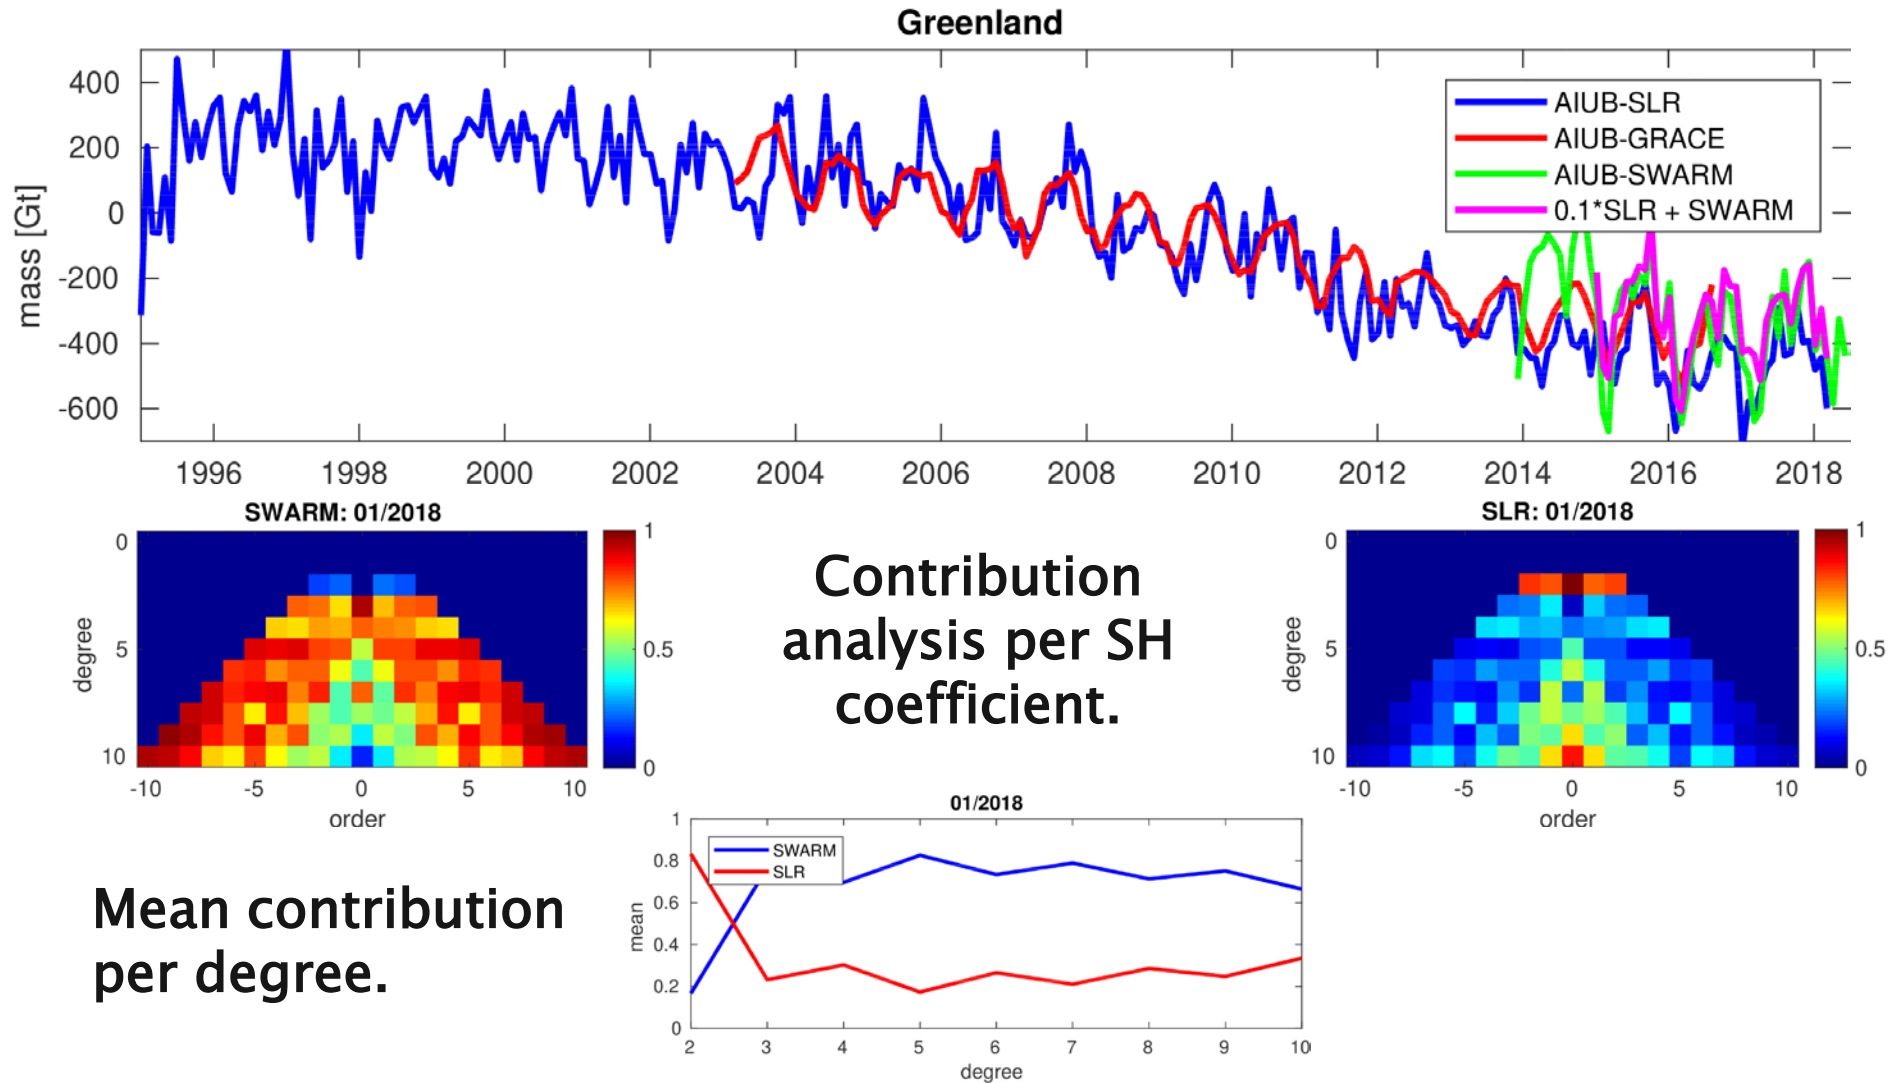 Greenland
400
200
0
-200
-400
-600
mass [Gt]
AIUB-SLR
AIUB-GRACE
AIUB-SWARM
0.1*SLR + SWARM
1996 1998 2000 2002 2004 2006 2008 2010 2012 2014 2016 2018
SWARM: 01/2018
0
5
10
degree
-10 -5 0 5 10
order
1
0.5
0
Contribution
analysis per SH
coefficient.
SLR: 01/2018
0
5
10
degree
-10 -5 0 5 10
order
1
0.5
0
Mean contribution
per degree.
01/2018
1
0.8
0.6
0.4
0.2
0
mean
SWARM
SLR
2 3 4 5 6 7 8 9 10
degree